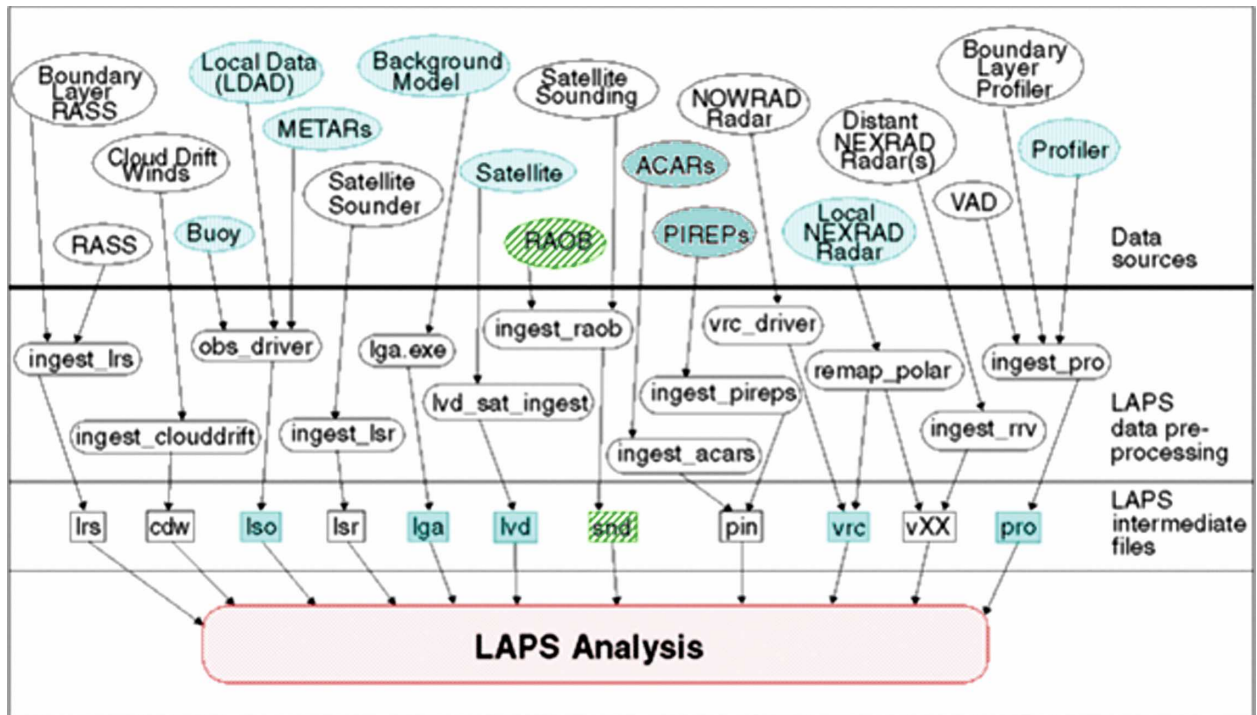 Boundary
Layer
RASS
Local Data
(LDAD)
Background
Model
Satellite
Sounding
NOWRAD
Radar
Boundary
Layer
Profiler
METARs
Cloud Drift
Winds
Satellite
Sounder
Satellite
ACARs
Distant
NEXRAD
Radar(s)
Profiler
RASS
Buoy
RAOB
PIREPs
Local
NEXRAD
Radar
VAD
Data
sources
ingest_lrs
obs_driver
lga.exe
ingest_raob
vrc_driver
remap_polar
ingest_pro
lvd_sat_ingest
ingest_pireps
ingest_clouddrift
ingest_lsr
ingest_acars
ingest_rrv
LAPS
data pre-
processing
lrs
cdw
lso
lsr
lga
lvd
snd
pin
vrc
vXX
pro
LAPS
intermediate
files
LAPS Analysis